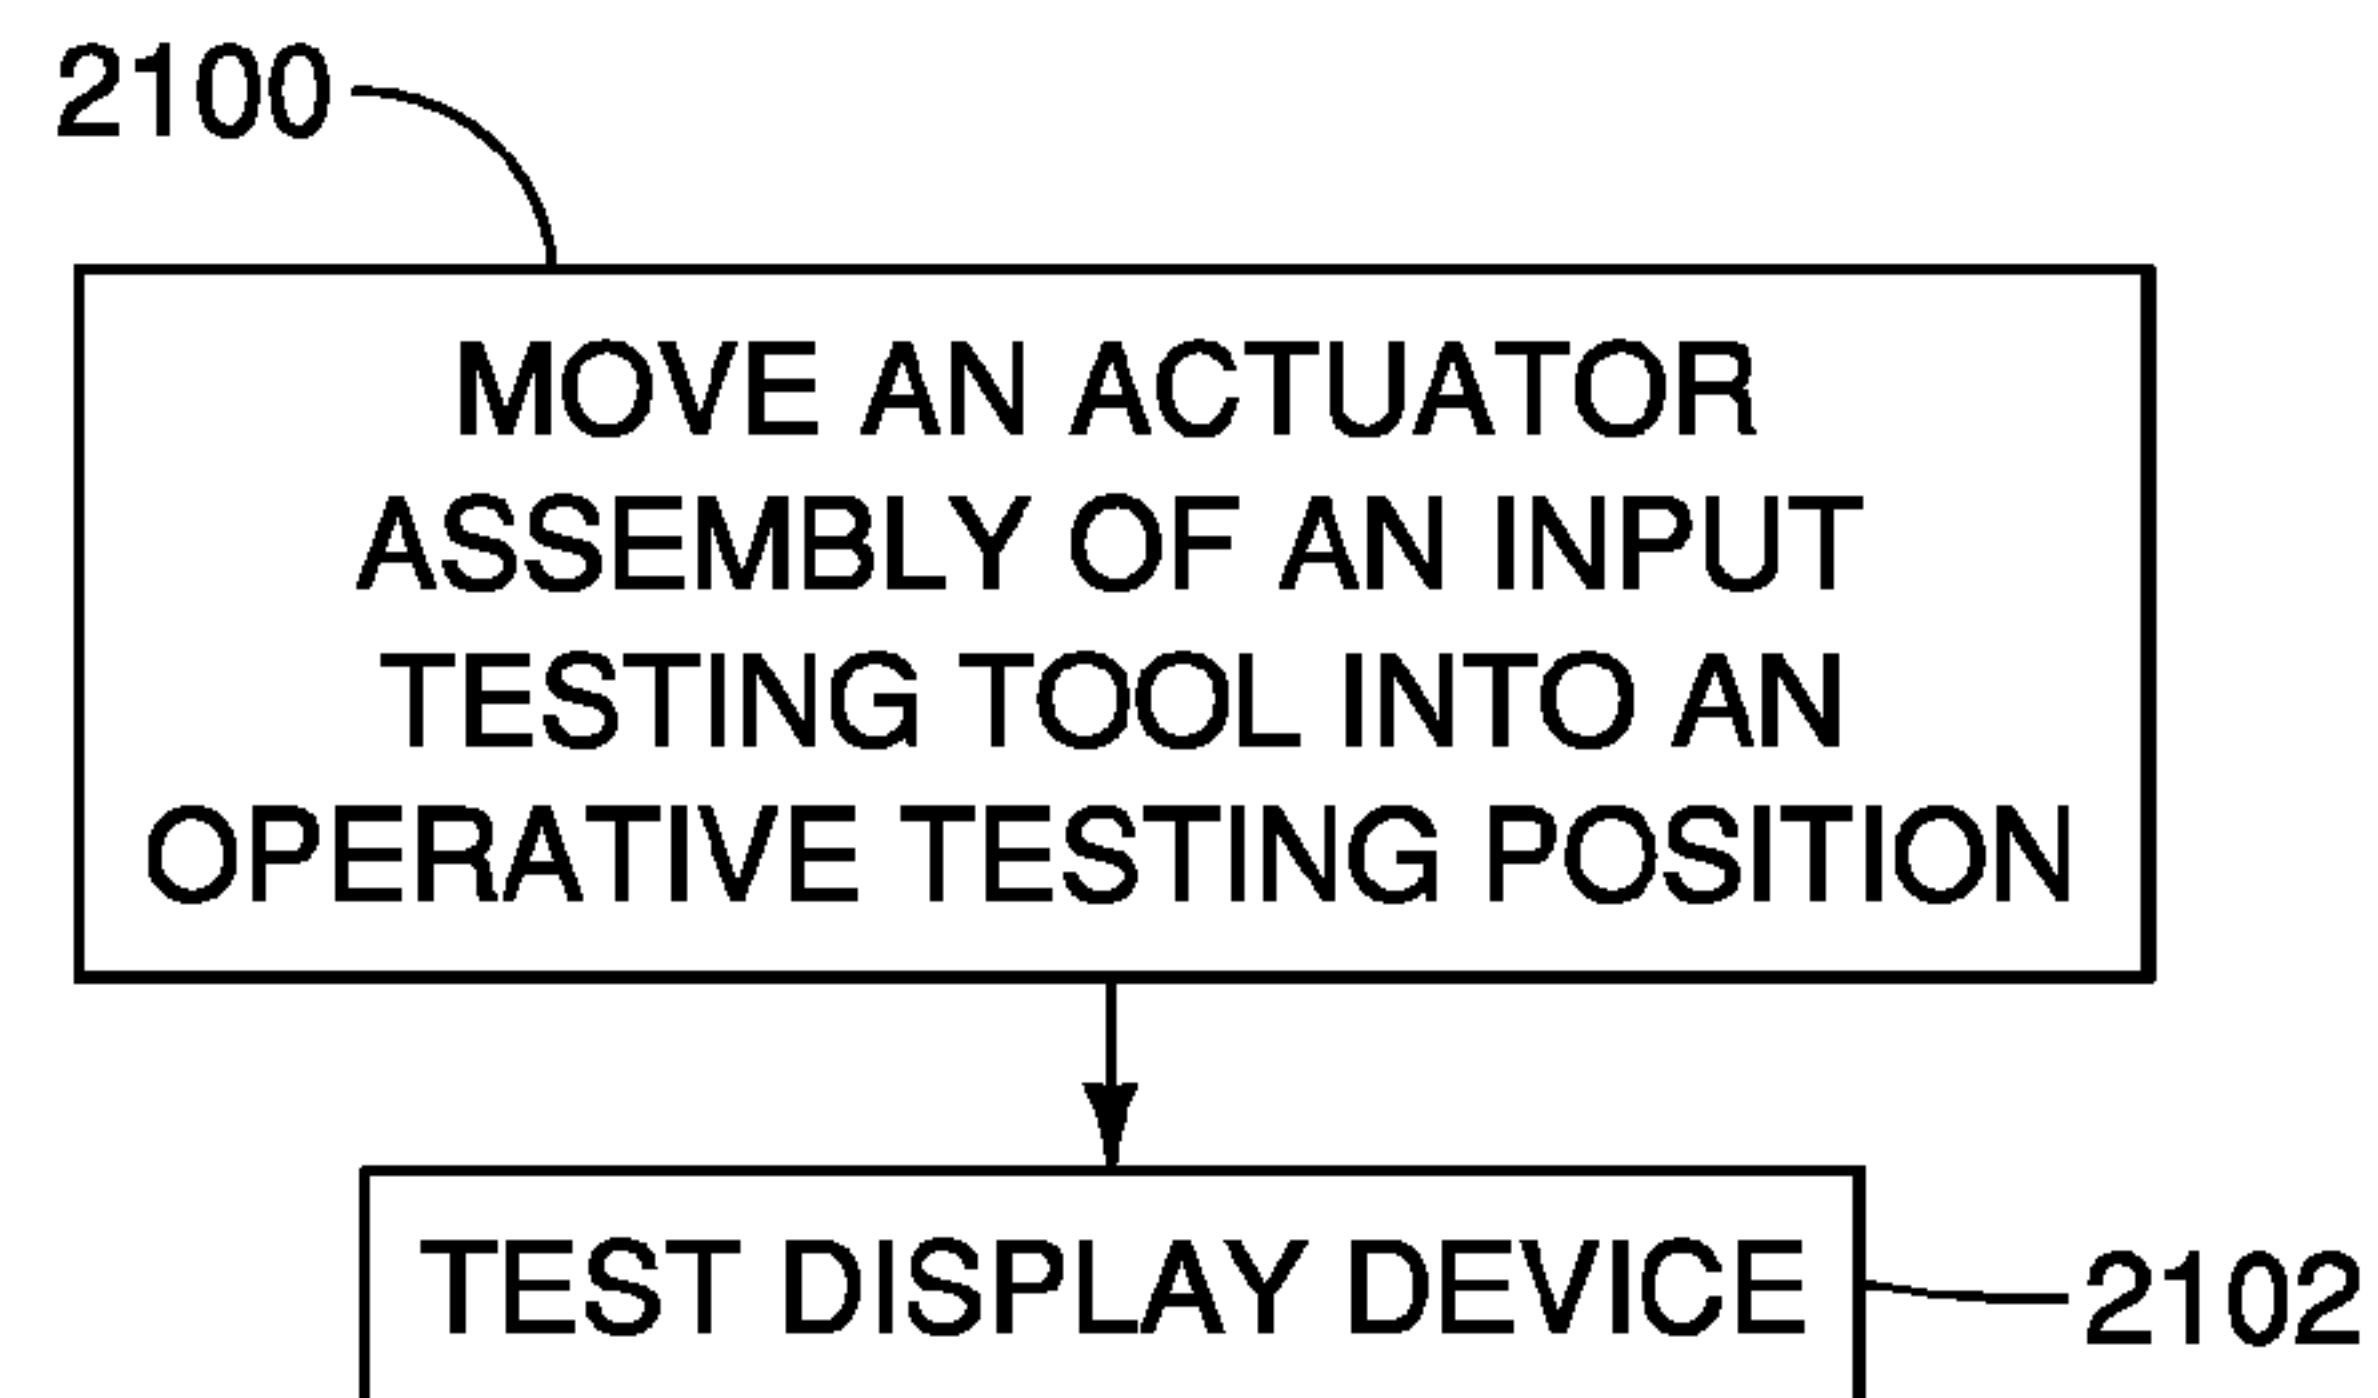 2100
MOVE AN ACTUATOR
ASSEMBLY OF AN INPUT
TESTING TOOL INTO AN
OPERATIVE TESTING POSITION
TEST DISPLAY DEVICE
2102